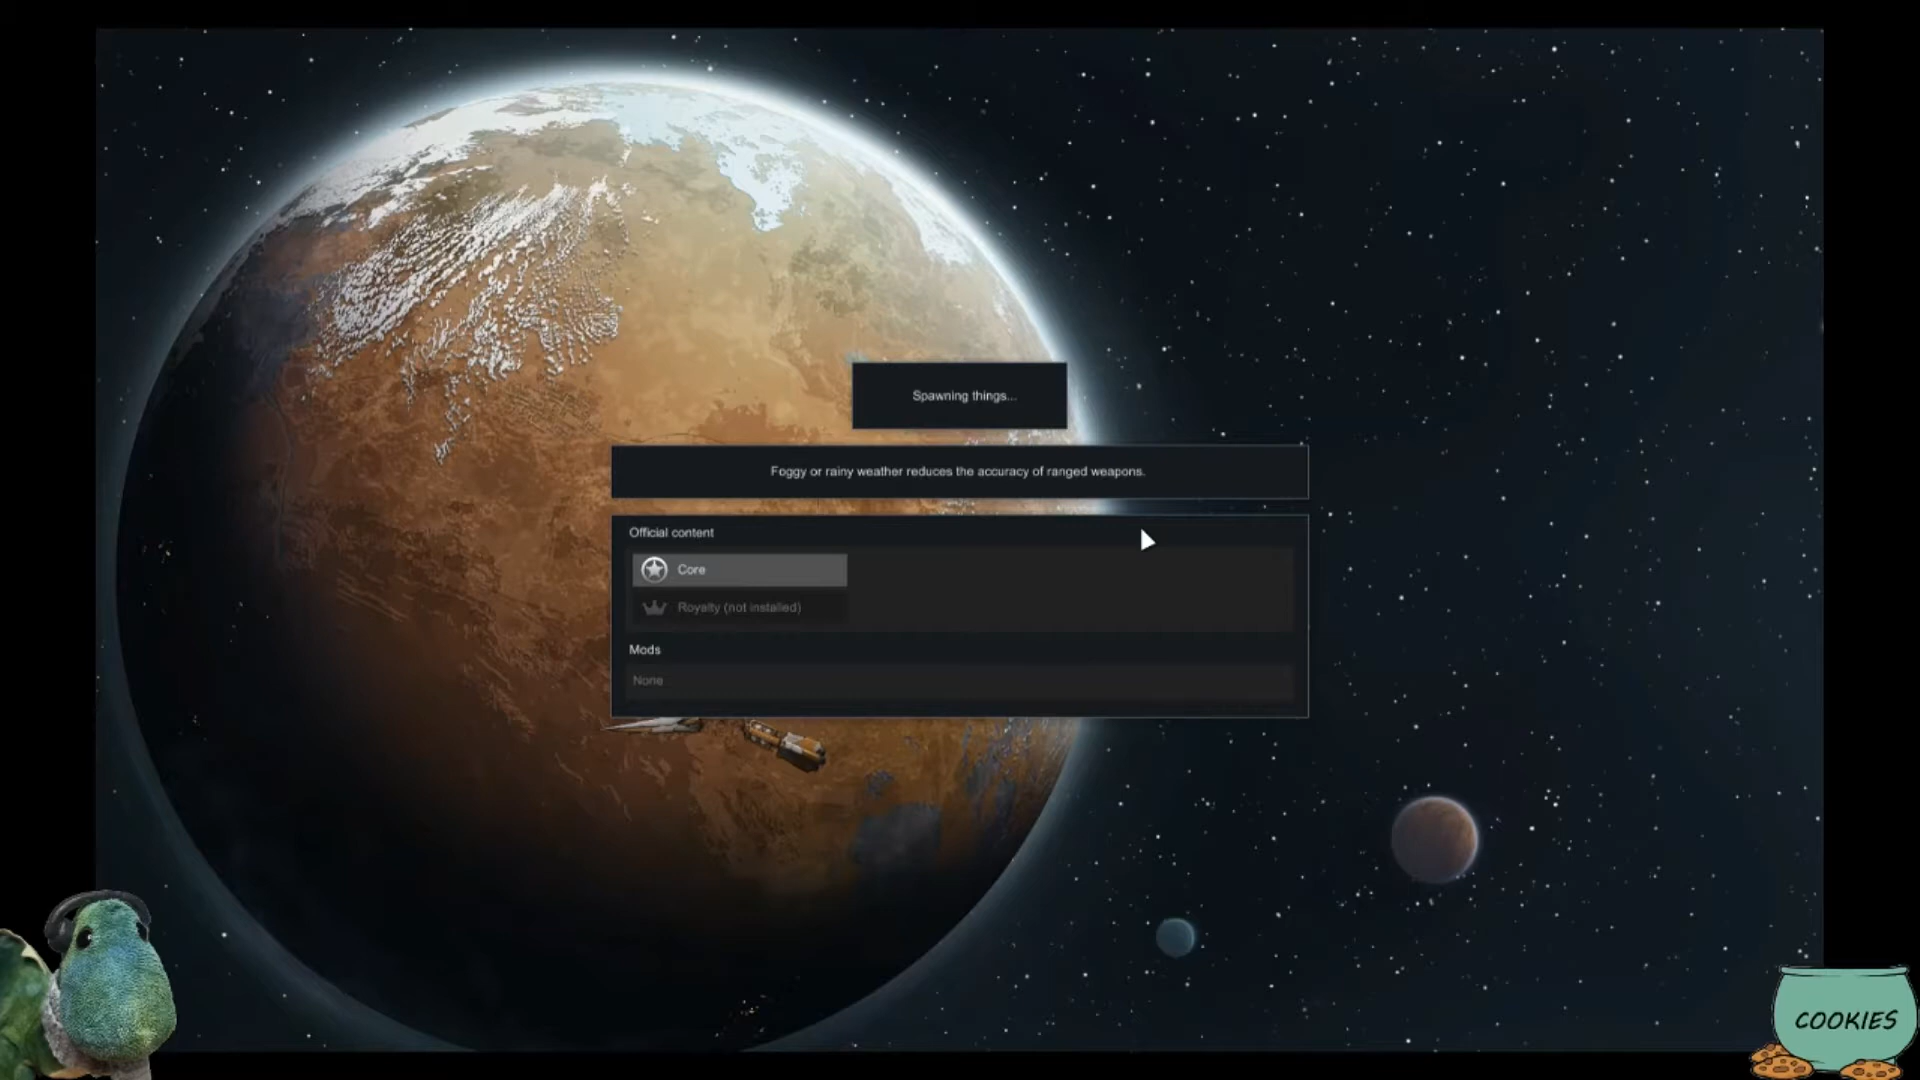 Spawning things...
Foggy or rainy weather reduces the accuracy of ranged weapons.
Official content
Core
Royalty (not installed)
Mods
None
COOKIES